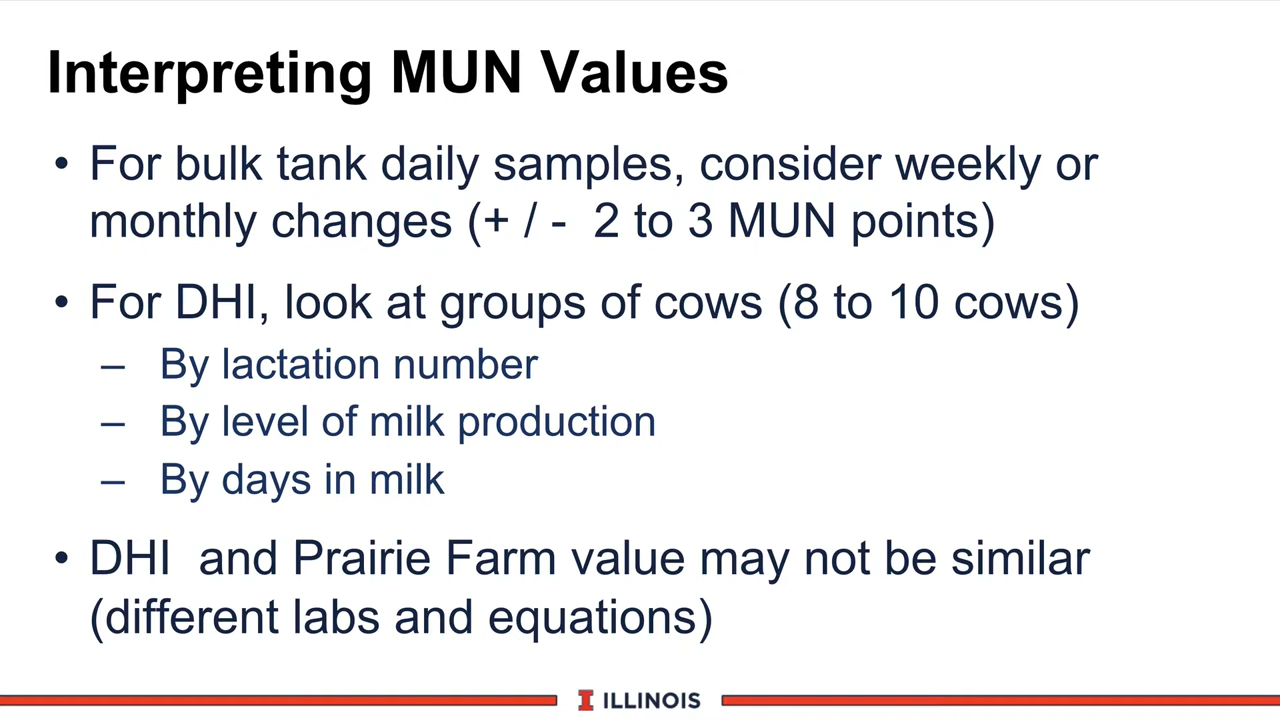 Interpreting MUN Values
• For bulk tank daily samples, consider weekly or
monthly changes (+ / -  2 to 3 MUN points)
• For DHI, look at groups of cows (8 to 10 cows)
– By lactation number
– By level of milk production
– By days in milk
• DHI  and Prairie Farm value may not be similar
(different labs and equations)
I ILLINOIS